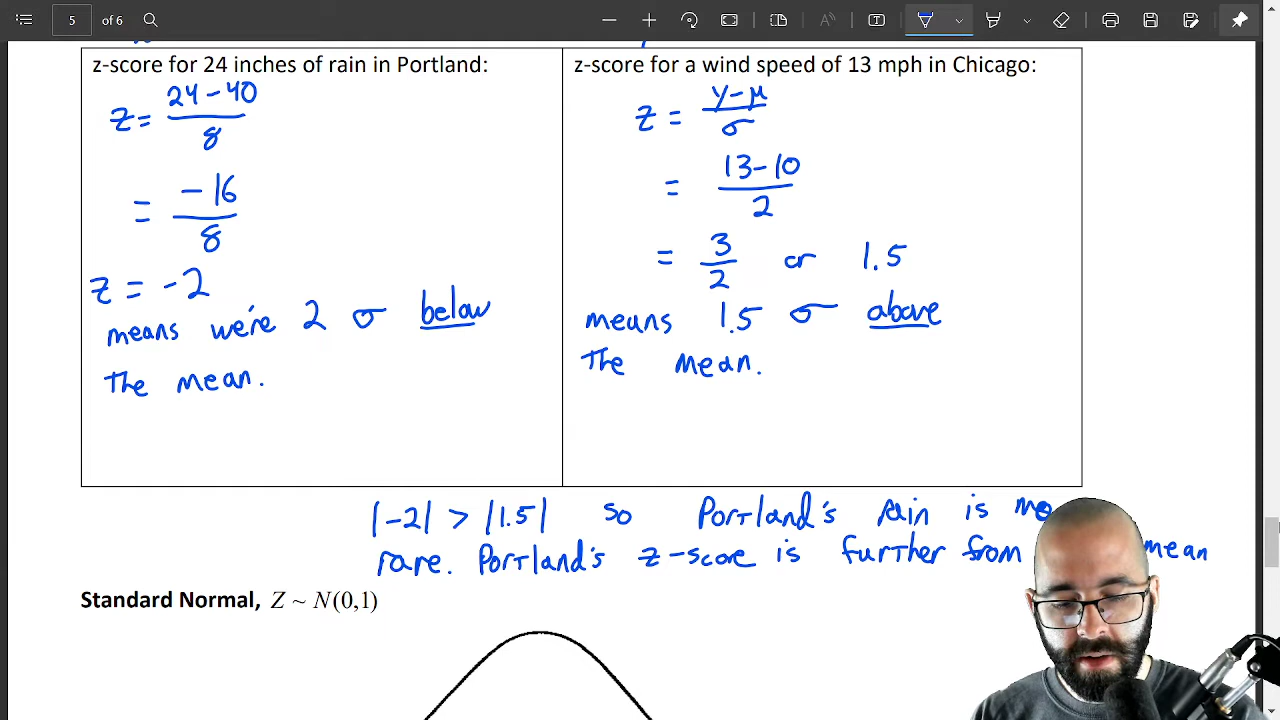 5 of 6
z-score for 24 inches of rain in Portland:
z = 24 - 40
8
= -16
8
z = -2
means we're 2 σ below
the mean.
z-score for a wind speed of 13 mph in Chicago:
z = y - μ
σ
= 13 - 10
2
= 3 or 1.5
2
means 1.5 σ above
the mean.
|-2| > |1.5| so Portland's rain is
rare. Portland's z-score is further from mean
Standard Normal, Z ~ N(0,1)